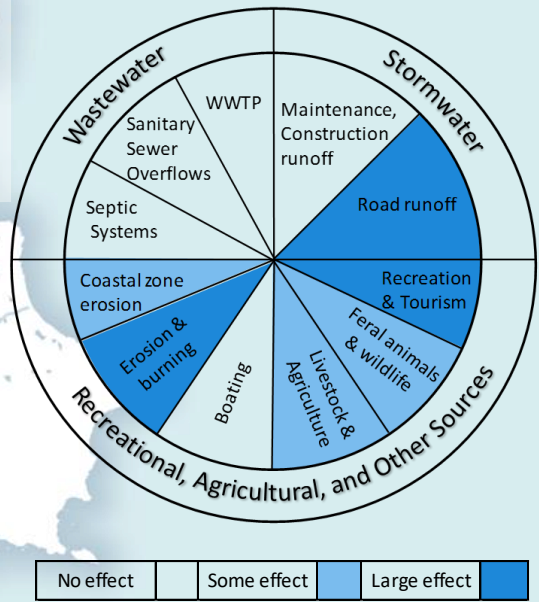 Wastewater
Stormwater
WWTP
Maintenance,
Construction
runoff
Sanitary
Sewer
Overflows
Road runoff
Septic
Systems
Coastal zone
erosion
Recreation
& Tourism
Erosion &
burning
Feral animals
& wildlife
Boating
Livestock &
Agriculture
Recreational, Agricultural, and Other Sources
No effect
Some effect
Large effect